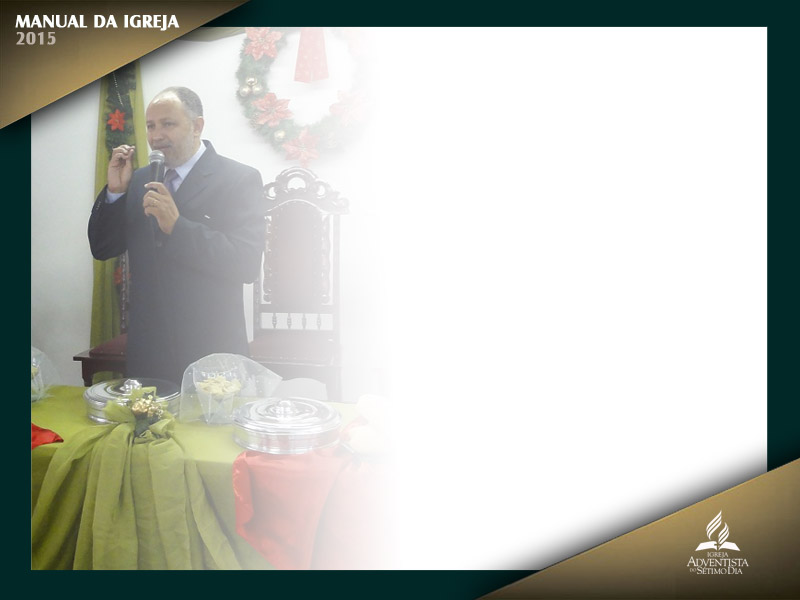 MANUAL DA IGREJA
2015
IGREJA
ADVENTISTA
DO SÉTIMO DIA